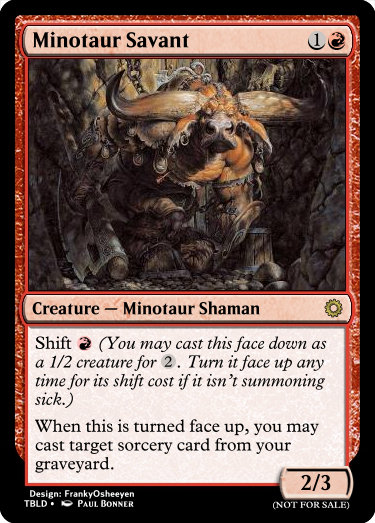 Minotaur Savant 1
Creature — Minotaur Shaman
Shift (You may cast this face down as
a 1/2 creature for 2. Turn it face up any
time for its shift cost if it isn't summoning
sick.)
When this is turned face up, you may
cast target sorcery card from your
graveyard.
2/3
Design: FrankyOsheeyen
TBLD • Paul Bonner
(NOT FOR SALE)